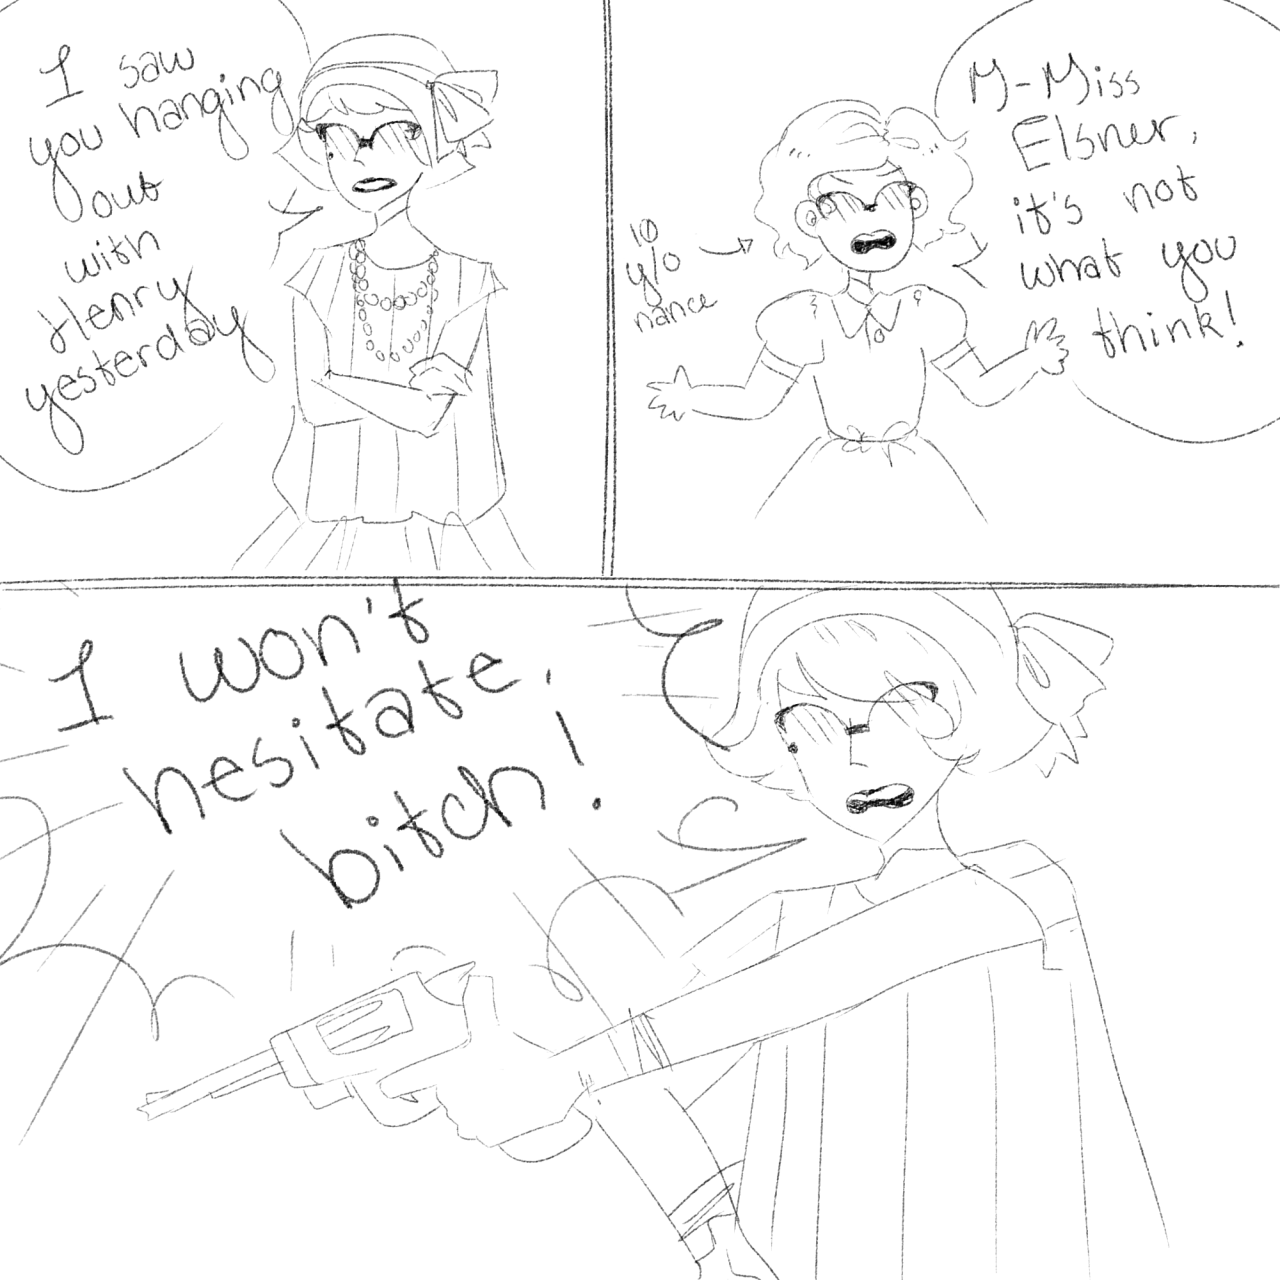 I saw
you hanging
out
with
Henry
yesterday
M-Miss
Elsner,
it's not
what you
think!
10
y/o
nance
I won't
hesitate,
bitch!